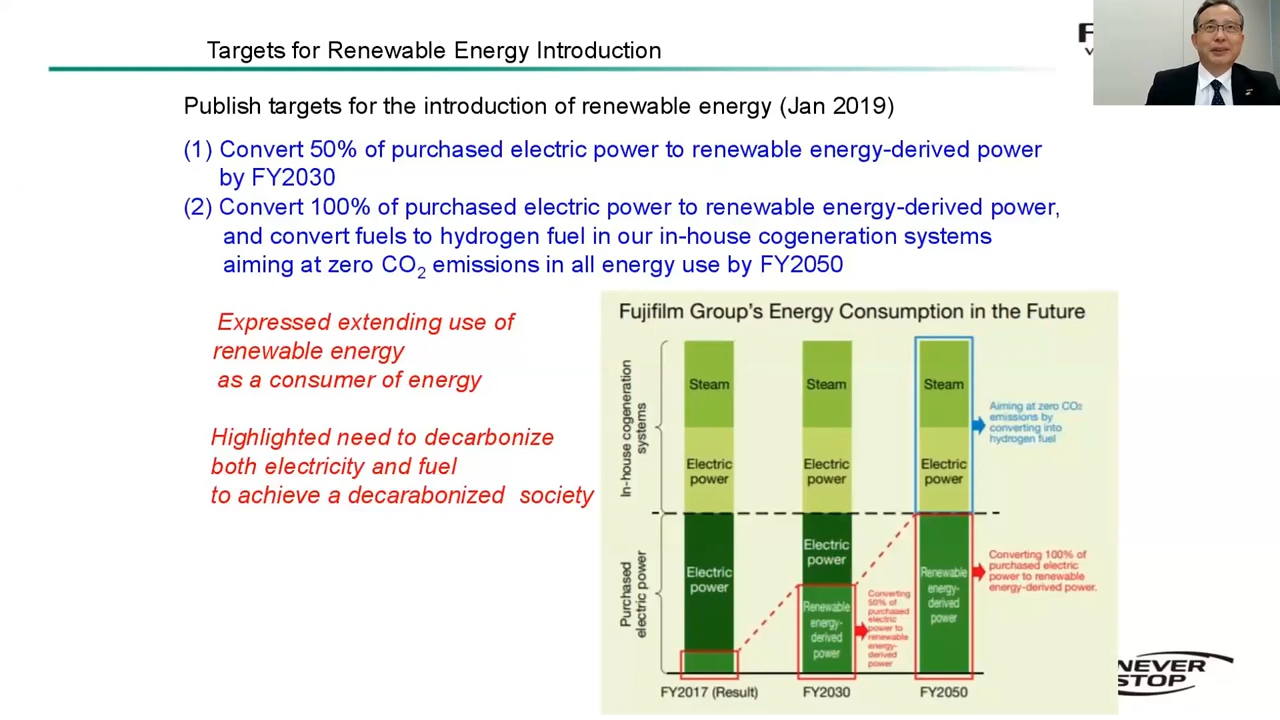 Targets for Renewable Energy Introduction
Publish targets for the introduction of renewable energy (Jan 2019)
(1) Convert 50% of purchased electric power to renewable energy-derived power
by FY2030
(2) Convert 100% of purchased electric power to renewable energy-derived power,
and convert fuels to hydrogen fuel in our in-house cogeneration systems
aiming at zero CO2 emissions in all energy use by FY2050
Expressed extending use of
renewable energy
as a consumer of energy
Highlighted need to decarbonize
both electricity and fuel
to achieve a decarabonized society
Fujifilm Group's Energy Consumption in the Future
In-house cogeneration
systems
Steam
Steam
Steam
Aiming at zero CO2
emissions by
converting into
hydrogen fuel
Electric
power
Electric
power
Electric
power
Purchased
electric power
Electric
power
Electric
power
Renewable
energy-
derived
power
Converting
50% of
purchased
electric
power to
renewable
energy-
derived
power
Renewable
energy-
derived
power
Converting 100% of
purchased electric
power to renewable
energy-derived power.
FY2017 (Result)
FY2030
FY2050
NEVER
STOP